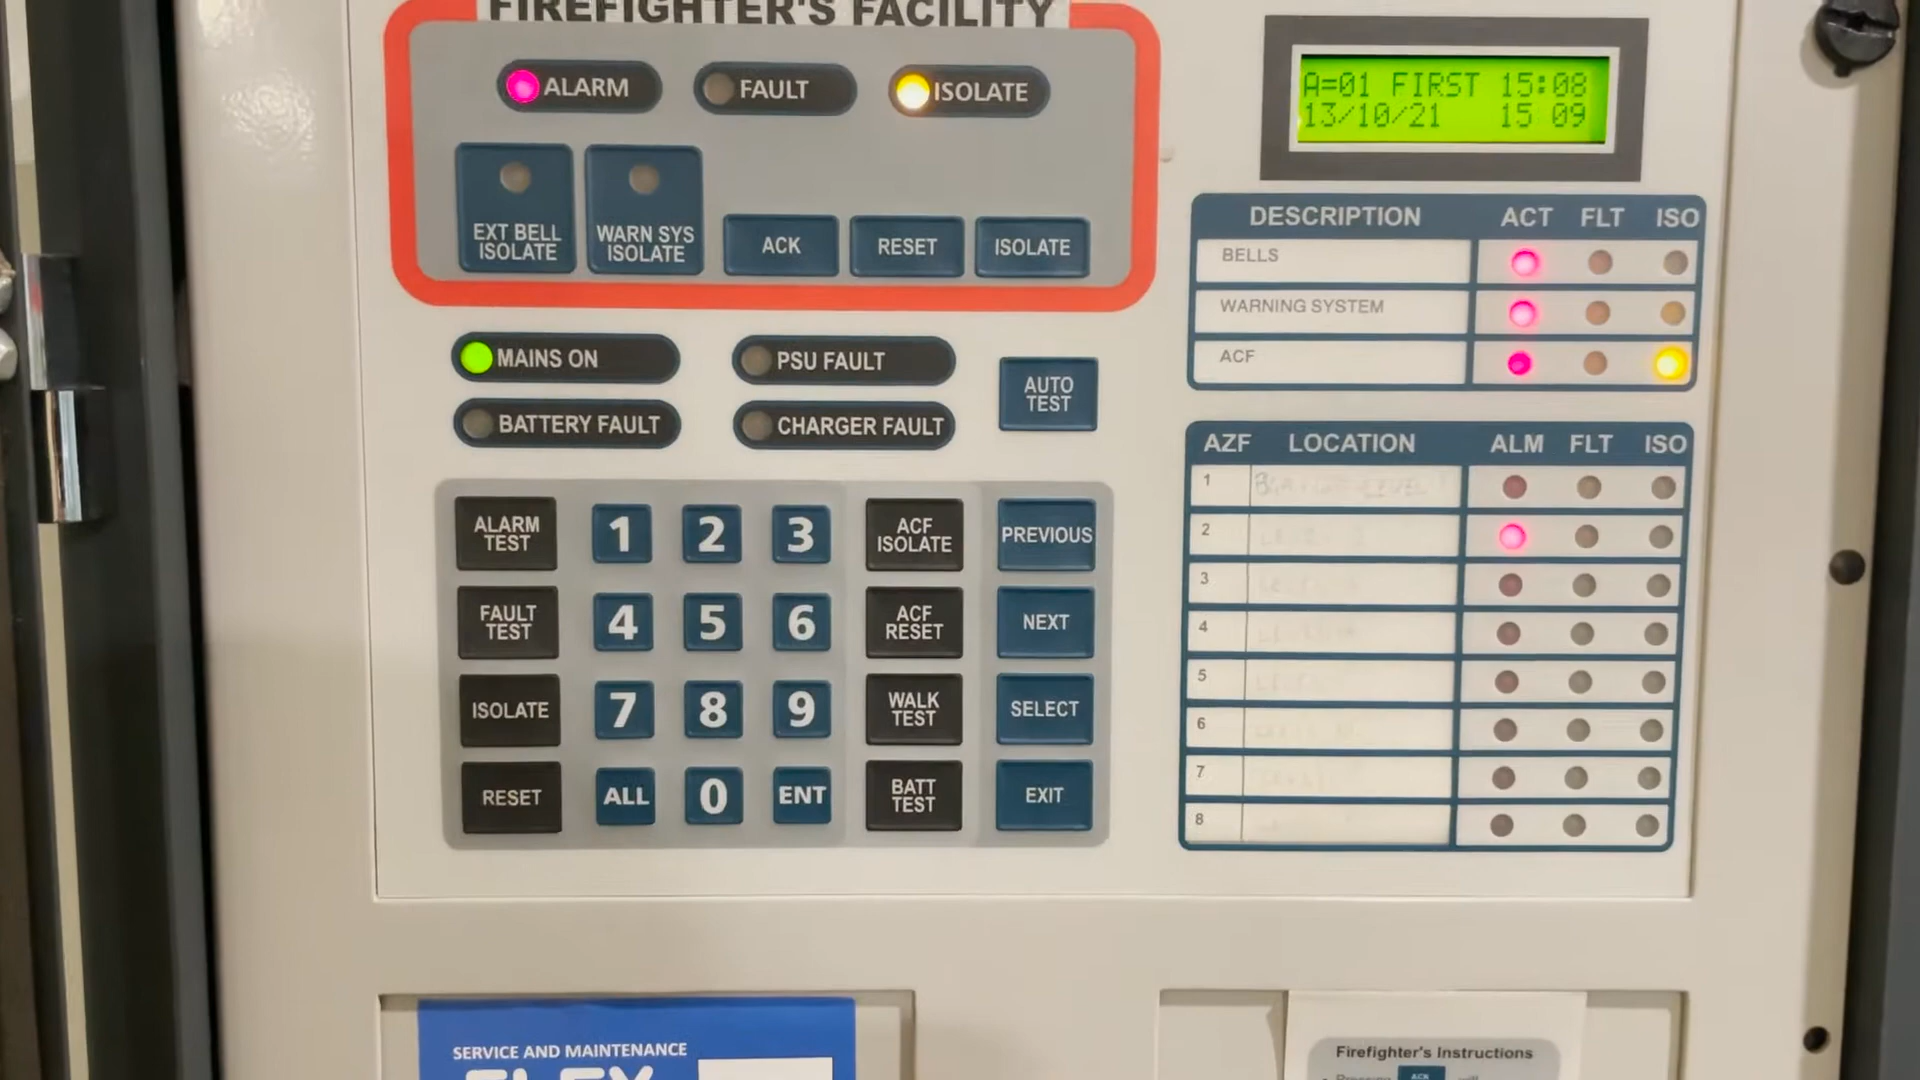 FIREFIGHTER'S FACILITY
ALARM
FAULT
ISOLATE
EXT BELL
ISOLATE
WARN SYS
ISOLATE
ACK
RESET
ISOLATE
A=01 FIRST 15:08
13/10/21 15 09
DESCRIPTION ACT FLT ISO
BELLS
WARNING SYSTEM
ACF
MAINS ON
PSU FAULT
BATTERY FAULT
CHARGER FAULT
AUTO
TEST
AZF LOCATION ALM FLT ISO
1
2
3
4
5
6
7
8
ALARM
TEST
1
2
3
ACF
ISOLATE
PREVIOUS
FAULT
TEST
4
5
6
ACF
RESET
NEXT
ISOLATE
7
8
9
WALK
TEST
SELECT
RESET
ALL
0
ENT
BATT
TEST
EXIT
SERVICE AND MAINTENANCE
Firefighter's Instructions
ACK